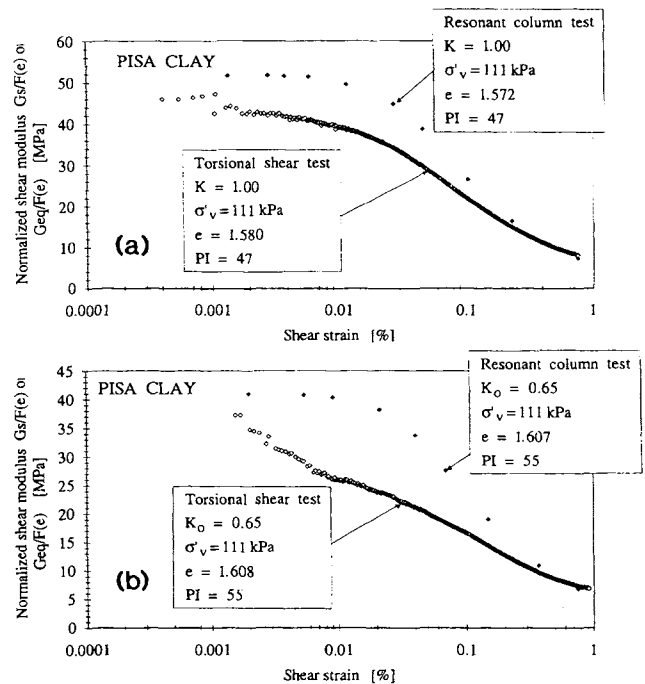 Normalized shear modulus Gs/F(e) or
Geq/F(e) [MPa]
60
50
40
30
20
10
0
PISA CLAY
(a)
Resonant column test
K = 1.00
σ'v = 111 kPa
e = 1.572
PI = 47
Torsional shear test
K = 1.00
σ'v = 111 kPa
e = 1.580
PI = 47
0.0001 0.001 0.01 0.1 1
Shear strain [%]
Normalized shear modulus Gs/F(e) or
Geq/F(e) [MPa]
45
40
35
30
25
20
15
10
5
0
PISA CLAY
(b)
Resonant column test
Ko = 0.65
σ'v = 111 kPa
e = 1.607
PI = 55
Torsional shear test
Ko = 0.65
σ'v = 111 kPa
e = 1.608
PI = 55
0.0001 0.001 0.01 0.1 1
Shear strain [%]